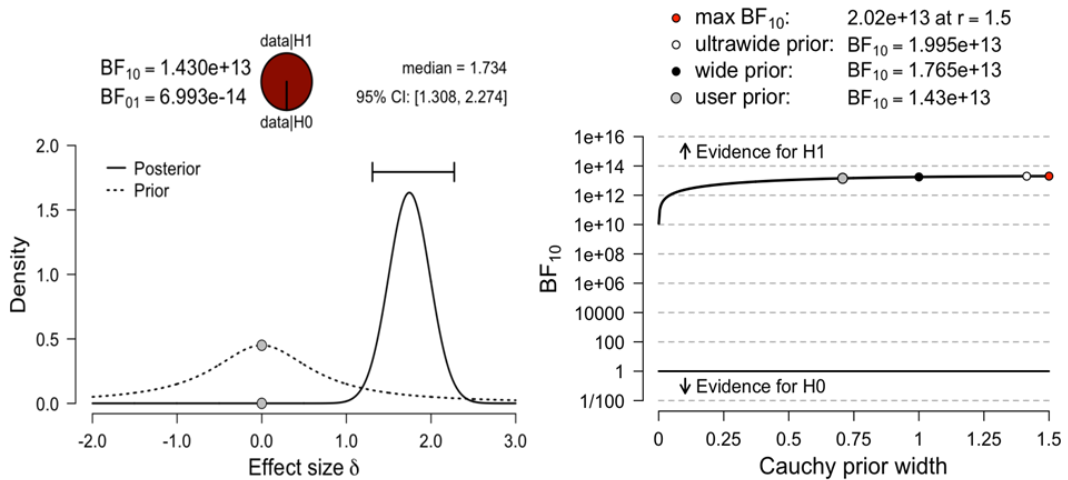 data|H1
BF10 = 1.430e+13
BF01 = 6.993e-14
data|H0
median = 1.734
95% CI: [1.308, 2.274]
Posterior
Prior
2.0
1.5
1.0
0.5
0.0
Density
-2.0 -1.0 0.0 1.0 2.0 3.0
Effect size δ
max BF10: 2.02e+13 at r = 1.5
ultrawide prior: BF10 = 1.995e+13
wide prior: BF10 = 1.765e+13
user prior: BF10 = 1.43e+13
1e+16
1e+14
1e+12
1e+10
1e+08
1e+06
10000
100
1
1/100
BF10
↑ Evidence for H1
↓ Evidence for H0
0 0.25 0.5 0.75 1 1.25 1.5
Cauchy prior width